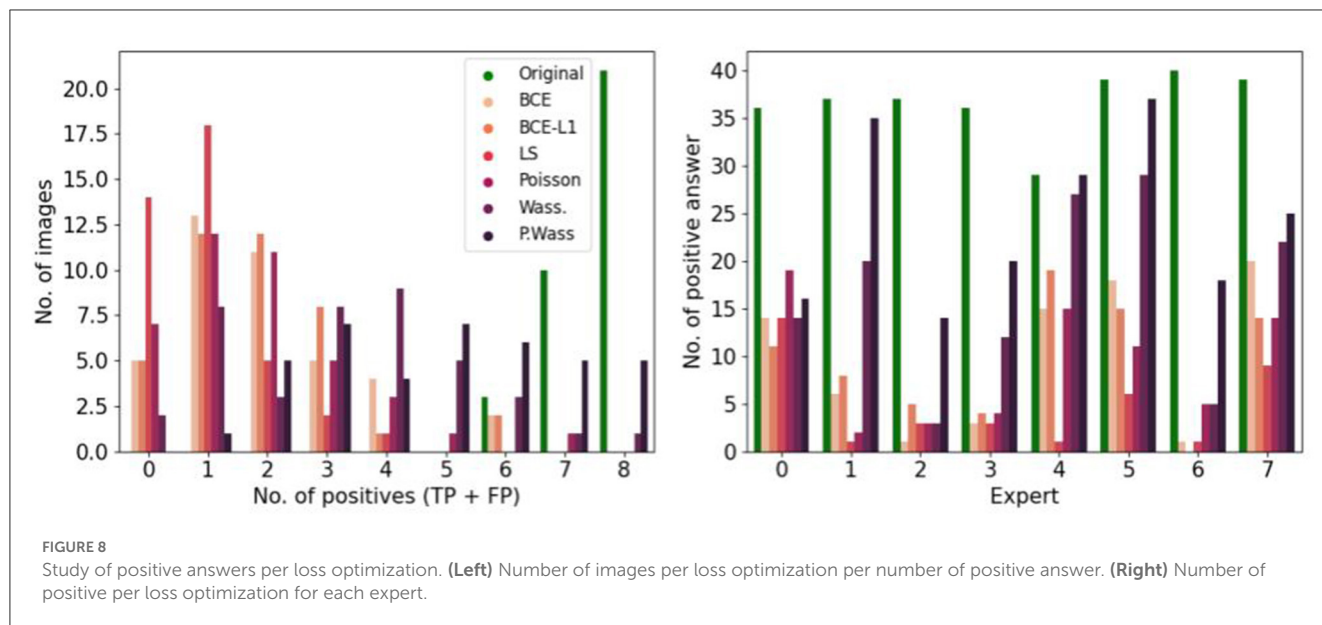 20.0
17.5
15.0
12.5
10.0
7.5
5.0
2.5
0.0
No. of images
0 1 2 3 4 5 6 7 8
No. of positives (TP + FP)
Original
BCE
BCE-L1
LS
Poisson
Wass.
P.Wass
40
35
30
25
20
15
10
5
0
No. of positive answer
0 1 2 3 4 5 6 7
Expert
FIGURE 8
Study of positive answers per loss optimization. (Left) Number of images per loss optimization per number of positive answer. (Right) Number of
positive per loss optimization for each expert.